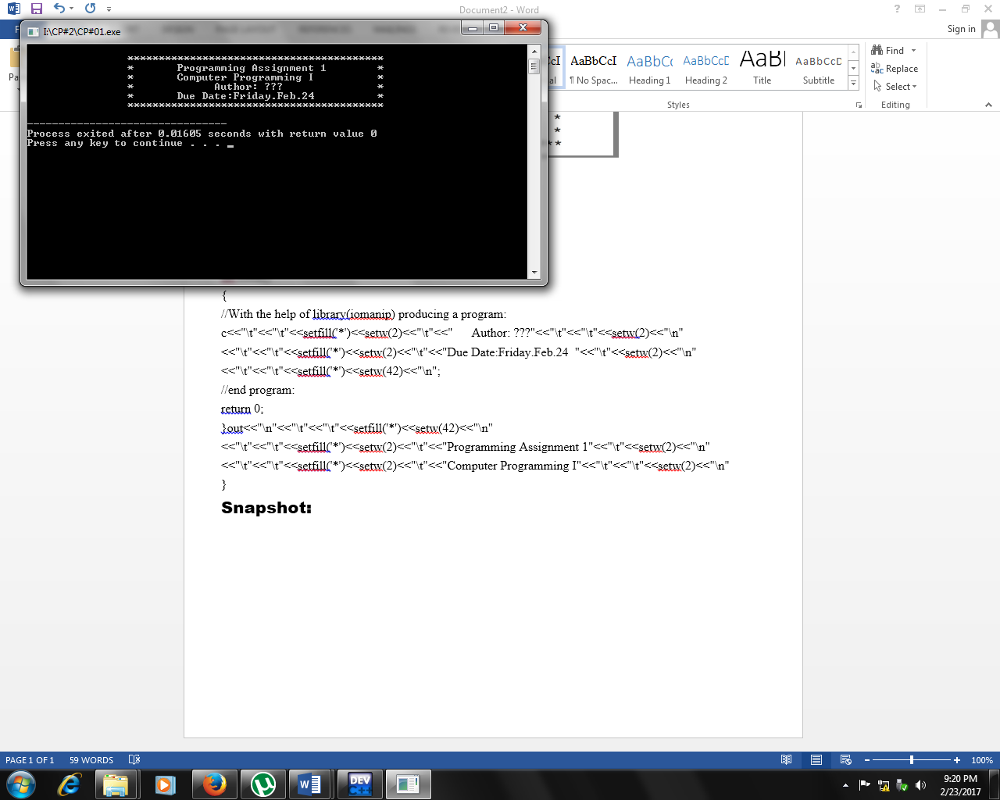 Document2 - Word
I:\CP#2\CP#01.exe
Sign in
*****************************************
* Programming Assignment 1 *
* Computer Programming I *
* Author: ??? *
* Due Date:Friday.Feb.24 *
*****************************************
--------------------------------
Process exited after 0.01605 seconds with return value 0
Press any key to continue . . .
AaBbCcI AaBbC( AaBbCcD AaB AaBbCcD
¶ No Spac... Heading 1 Heading 2 Title Subtitle
Styles
Find
Replace
Select
Editing
*
*
**
{
//With the help of library(iomanip) producing a program:
c<<"\t"<<"\t"<<setfill('*')<<setw(2)<<"\t"<<" Author: ???"<<"\t"<<"\t"<<setw(2)<<"\n"
<<"\t"<<"\t"<<setfill('*')<<setw(2)<<"\t"<<"Due Date:Friday.Feb.24 "<<"\t"<<setw(2)<<"\n"
<<"\t"<<"\t"<<setfill('*')<<setw(42)<<"\n";
//end program:
return 0;
}out<<"\n"<<"\t"<<"\t"<<setfill('*')<<setw(42)<<"\n"
<<"\t"<<"\t"<<setfill('*')<<setw(2)<<"\t"<<"Programming Assignment 1"<<"\t"<<setw(2)<<"\n"
<<"\t"<<"\t"<<setfill('*')<<setw(2)<<"\t"<<"Computer Programming I"<<"\t"<<"\t"<<setw(2)<<"\n"
}
Snapshot:
PAGE 1 OF 1 59 WORDS
100%
DEV C++
9:20 PM
2/23/2017